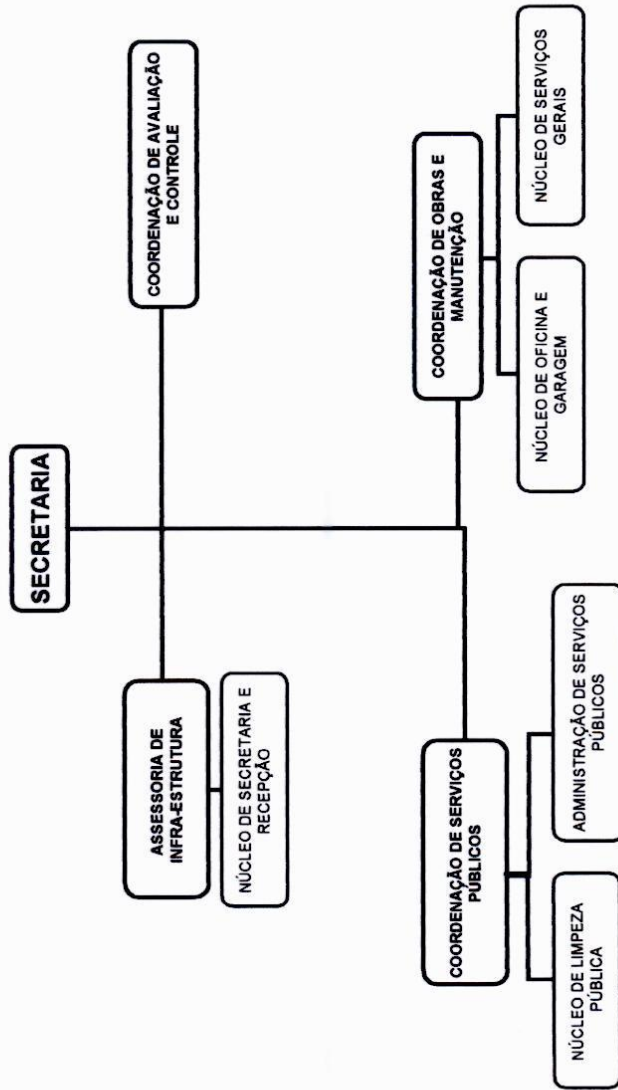 SECRETARIA
ASSESSORIA DE
INFRA-ESTRUTURA
NÚCLEO DE SECRETARIA E
RECEPÇÃO
COORDENAÇÃO DE AVALIAÇÃO
E CONTROLE
COORDENAÇÃO DE SERVIÇOS
PÚBLICOS
NÚCLEO DE LIMPEZA
PÚBLICA
ADMINISTRAÇÃO DE SERVIÇOS
PÚBLICOS
COORDENAÇÃO DE OBRAS E
MANUTENÇÃO
NÚCLEO DE OFICINA E
GARAGEM
NÚCLEO DE SERVIÇOS
GERAIS